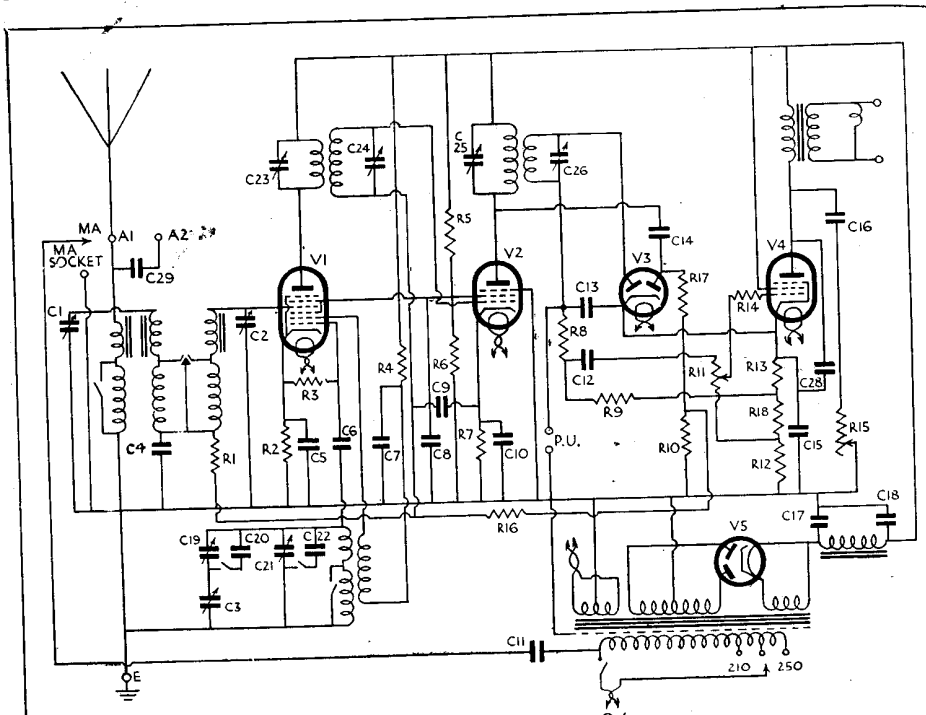 C24
C23
C
25
C26
R5
C16
MA
A1
A2
MA
SOCKET
C29
V1
V2
V3
C14
V4
R17
C1
C2
C13
R14
R8
R3
R4
R6
C12
R11
R13
C28
C9
R9
R18
R15
C4
R1
R2
C5
C6
C7
C8
R7
C10
P.U.
R10
R12
C15
R16
C17
C18
C19
C20
C21
C22
V5
C3
C11
E
210
250